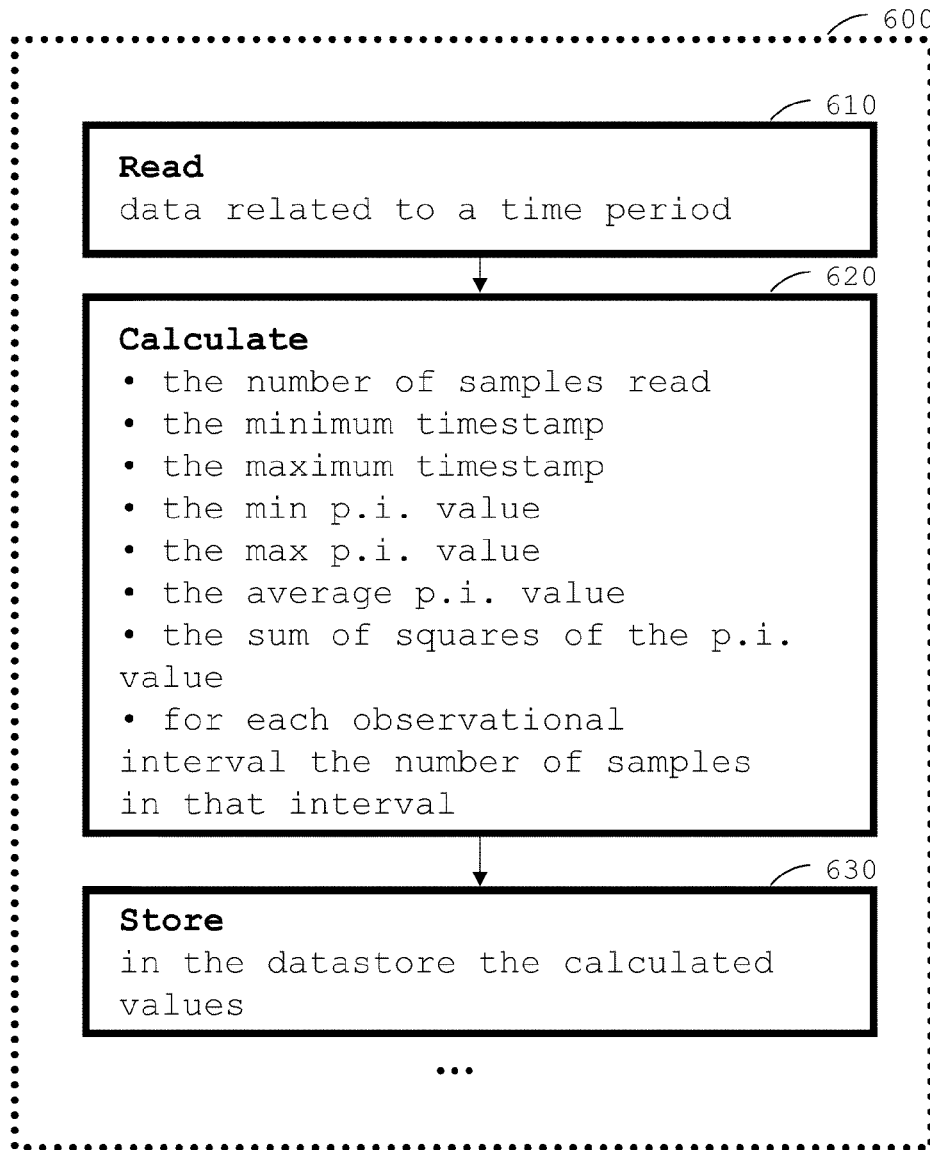 600
610
Read
data related to a time period
620
Calculate
• the number of samples read
• the minimum timestamp
• the maximum timestamp
• the min p.i. value
• the max p.i. value
• the average p.i. value
• the sum of squares of the p.i.
value
• for each observational
interval the number of samples
in that interval
630
Store
in the datastore the calculated
values
...